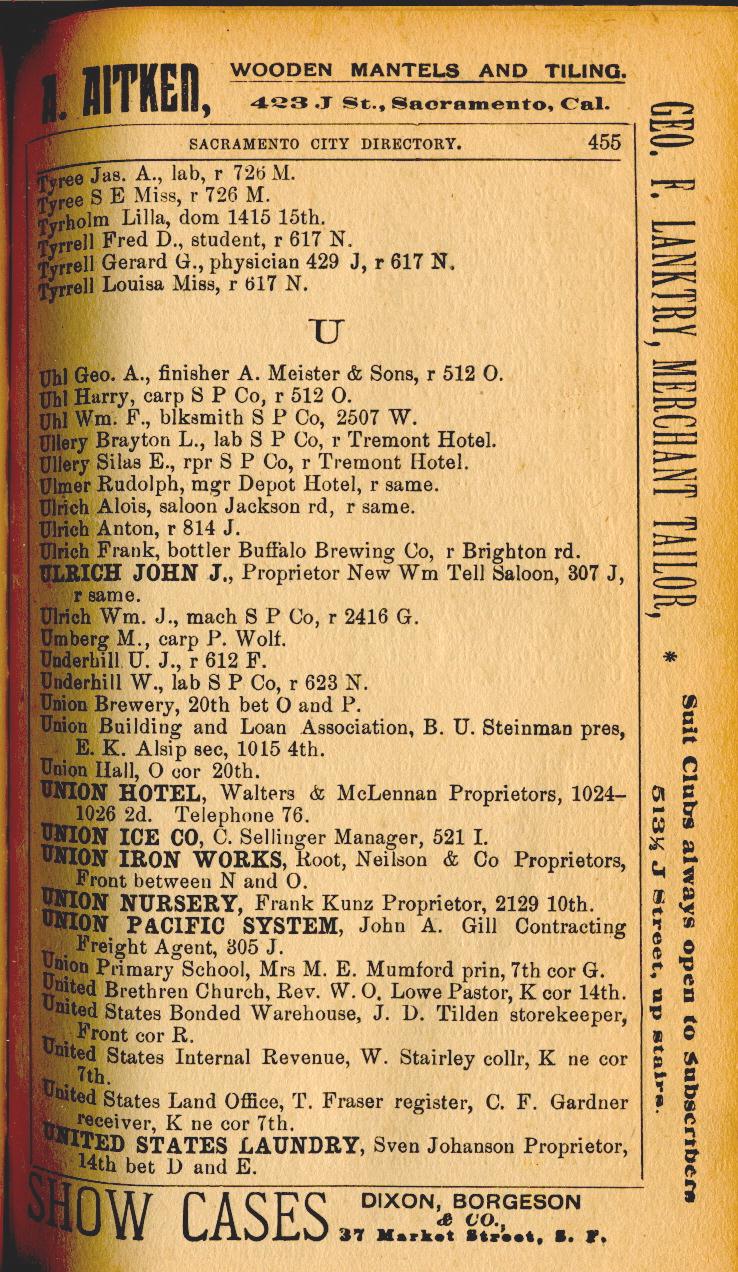 A. AITKEN,
WOODEN MANTELS AND TILING.
423 J St., Sacramento, Cal.
SACRAMENTO CITY DIRECTORY. 455
Tyree Jas. A., lab, r 726 M.
Tyree S E Miss, r 726 M.
Tyrholm Lilla, dom 1415 15th.
Tyrrell Fred D., student, r 617 N.
Tyrrell Gerard G., physician 429 J, r 617 N.
Tyrrell Louisa Miss, r 617 N.
U
Uhl Geo. A., finisher A. Meister & Sons, r 512 O.
Uhl Harry, carp S P Co, r 512 O.
Uhl Wm. F., blksmith S P Co, 2507 W.
Ullery Brayton L., lab S P Co, r Tremont Hotel.
Ullery Silas E., rpr S P Co, r Tremont Hotel.
Ulmer Rudolph, mgr Depot Hotel, r same.
Ulrich Alois, saloon Jackson rd, r same.
Ulrich Anton, r 814 J.
Ulrich Frank, bottler Buffalo Brewing Co, r Brighton rd.
ULRICH JOHN J., Proprietor New Wm Tell Saloon, 307 J,
r same.
Ulrich Wm. J., mach S P Co, r 2416 G.
Umberg M., carp P. Wolf.
Underhill U. J., r 612 F.
Underhill W., lab S P Co, r 623 N.
Union Brewery, 20th bet O and P.
Union Building and Loan Association, B. U. Steinman pres,
E. K. Alsip sec, 1015 4th.
Union Hall, O cor 20th.
UNION HOTEL, Walters & McLennan Proprietors, 1024–
1026 2d. Telephone 76.
UNION ICE CO, C. Sellinger Manager, 521 I.
UNION IRON WORKS, Root, Neilson & Co Proprietors,
Front between N and O.
UNION NURSERY, Frank Kunz Proprietor, 2129 10th.
UNION PACIFIC SYSTEM, John A. Gill Contracting
Freight Agent, 305 J.
Union Primary School, Mrs M. E. Mumford prin, 7th cor G.
United Brethren Church, Rev. W. O. Lowe Pastor, K cor 14th.
United States Bonded Warehouse, J. D. Tilden storekeeper,
Front cor R.
United States Internal Revenue, W. Stairley collr, K ne cor
7th.
United States Land Office, T. Fraser register, C. F. Gardner
receiver, K ne cor 7th.
UNITED STATES LAUNDRY, Sven Johanson Proprietor,
14th bet D and E.
GEO. F. LANKTRY, MERCHANT TAILOR, *
Suit Clubs always open to Subscribers
513½ J Street, up stairs.
SHOW CASES
DIXON, BORGESON
& CO.,
37 Market Street, S. F.